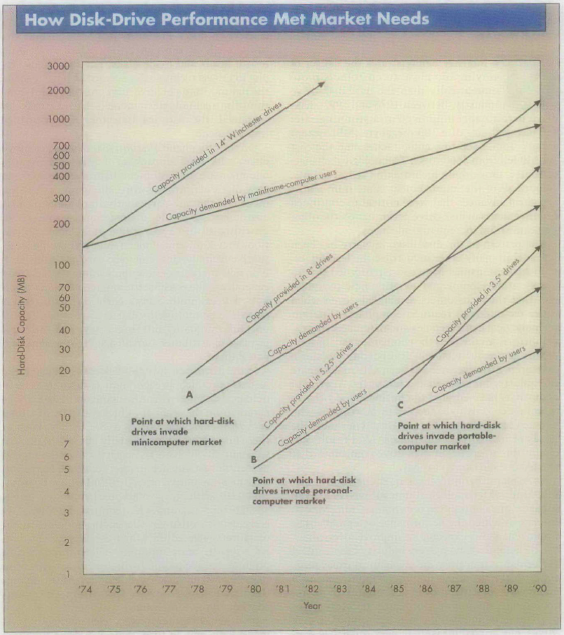 How Disk-Drive Performance Met Market Needs
3000
2000
1000
700
600
500
400
300
200
100
70
60
50
40
30
20
10
7
6
5
4
3
2
1
Hard-Disk Capacity (MB)
Capacity provided in 14" Winchester drives
Capacity demanded by mainframe-computer users
Capacity provided in 8" drives
Capacity demanded by users
Capacity provided in 5.25" drives
Capacity demanded by users
Capacity provided in 3.5" drives
Capacity demanded by users
A
Point at which hard-disk
drives invade
minicomputer market
B
Point at which hard-disk
drives invade personal-
computer market
C
Point at which hard-disk
drives invade portable-
computer market
'74 '75 '76 '77 '78 '79 '80 '81 '82 '83 '84 '85 '86 '87 '88 '89 '90
Year